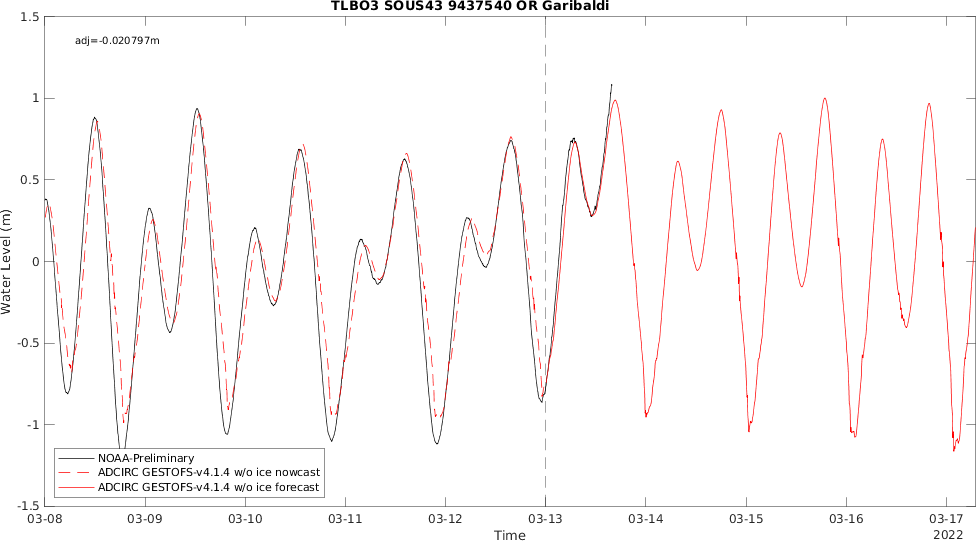 TLBO3 SOUS43 9437540 OR Garibaldi
adj=-0.020797m
1.5
1
0.5
0
-0.5
-1
-1.5
Water Level (m)
NOAA-Preliminary
ADCIRC GESTOFS-v4.1.4 w/o ice nowcast
ADCIRC GESTOFS-v4.1.4 w/o ice forecast
03-08 03-09 03-10 03-11 03-12 03-13 03-14 03-15 03-16 03-17
2022
Time